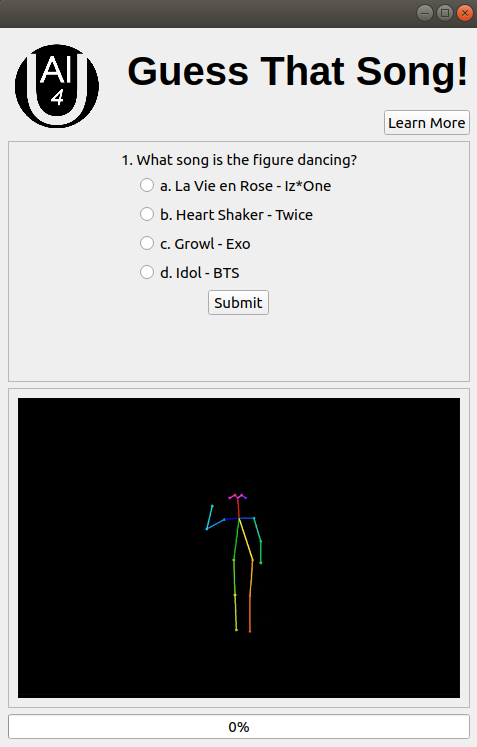 AI
4
U
Guess That Song!
Learn More
1. What song is the figure dancing?
a. La Vie en Rose - Iz*One
b. Heart Shaker - Twice
c. Growl - Exo
d. Idol - BTS
Submit
0%